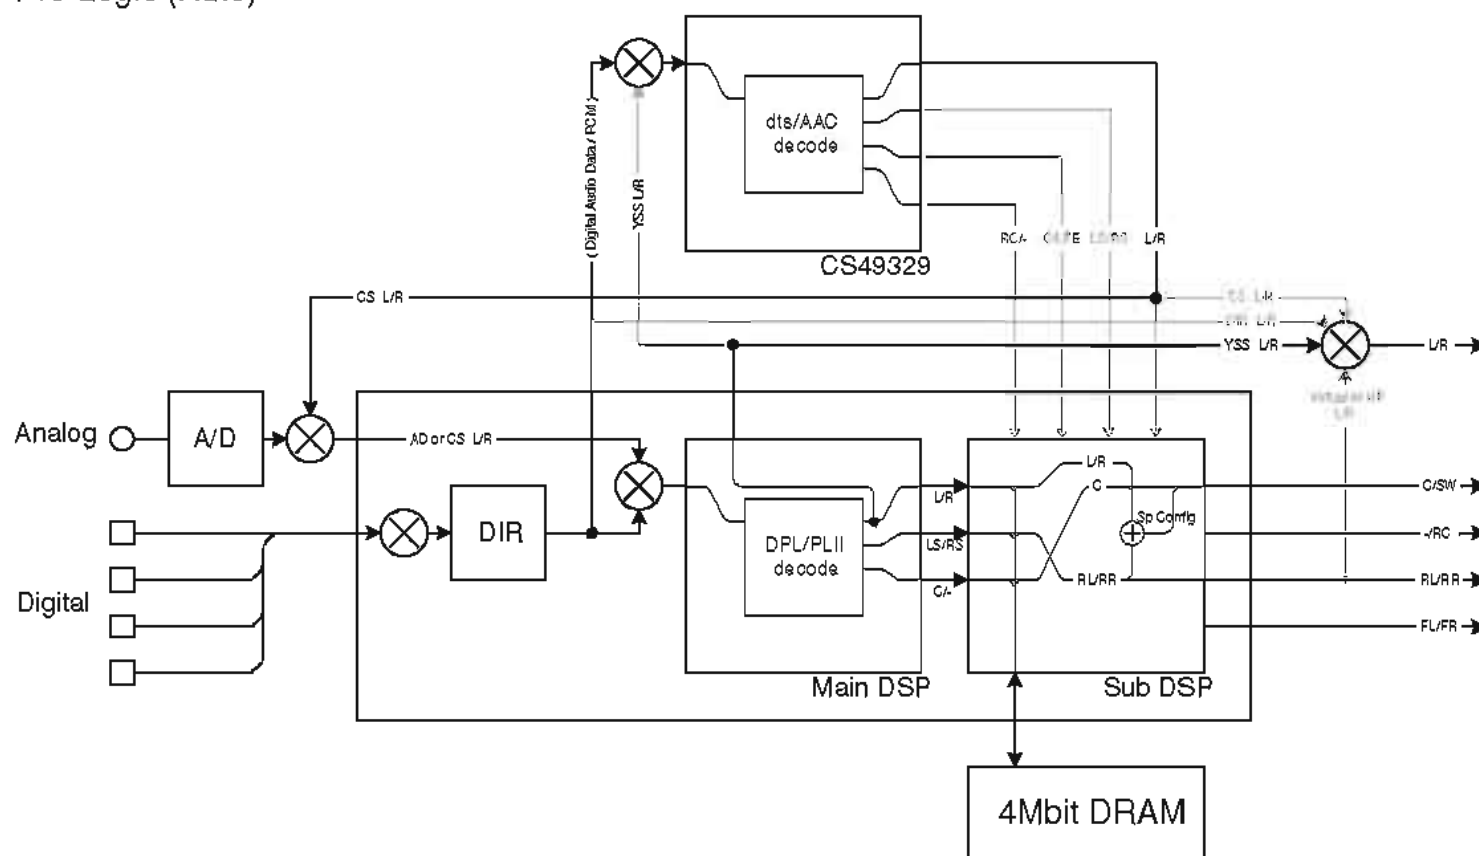 ( Digital Audio Data / PCM )
YSS L/R
dts/AAC
decode
CS49329
L/R
CS L/R
YSS L/R
L/R
Analog
A/D
AD or CS L/R
DIR
DPL/PLII
decode
L/R
LS/RS
C/-
Main DSP
L/R
C
Sp Config
RL/RR
Sub DSP
C/SW
-/RC
RL/RR
FL/FR
Digital
4Mbit DRAM